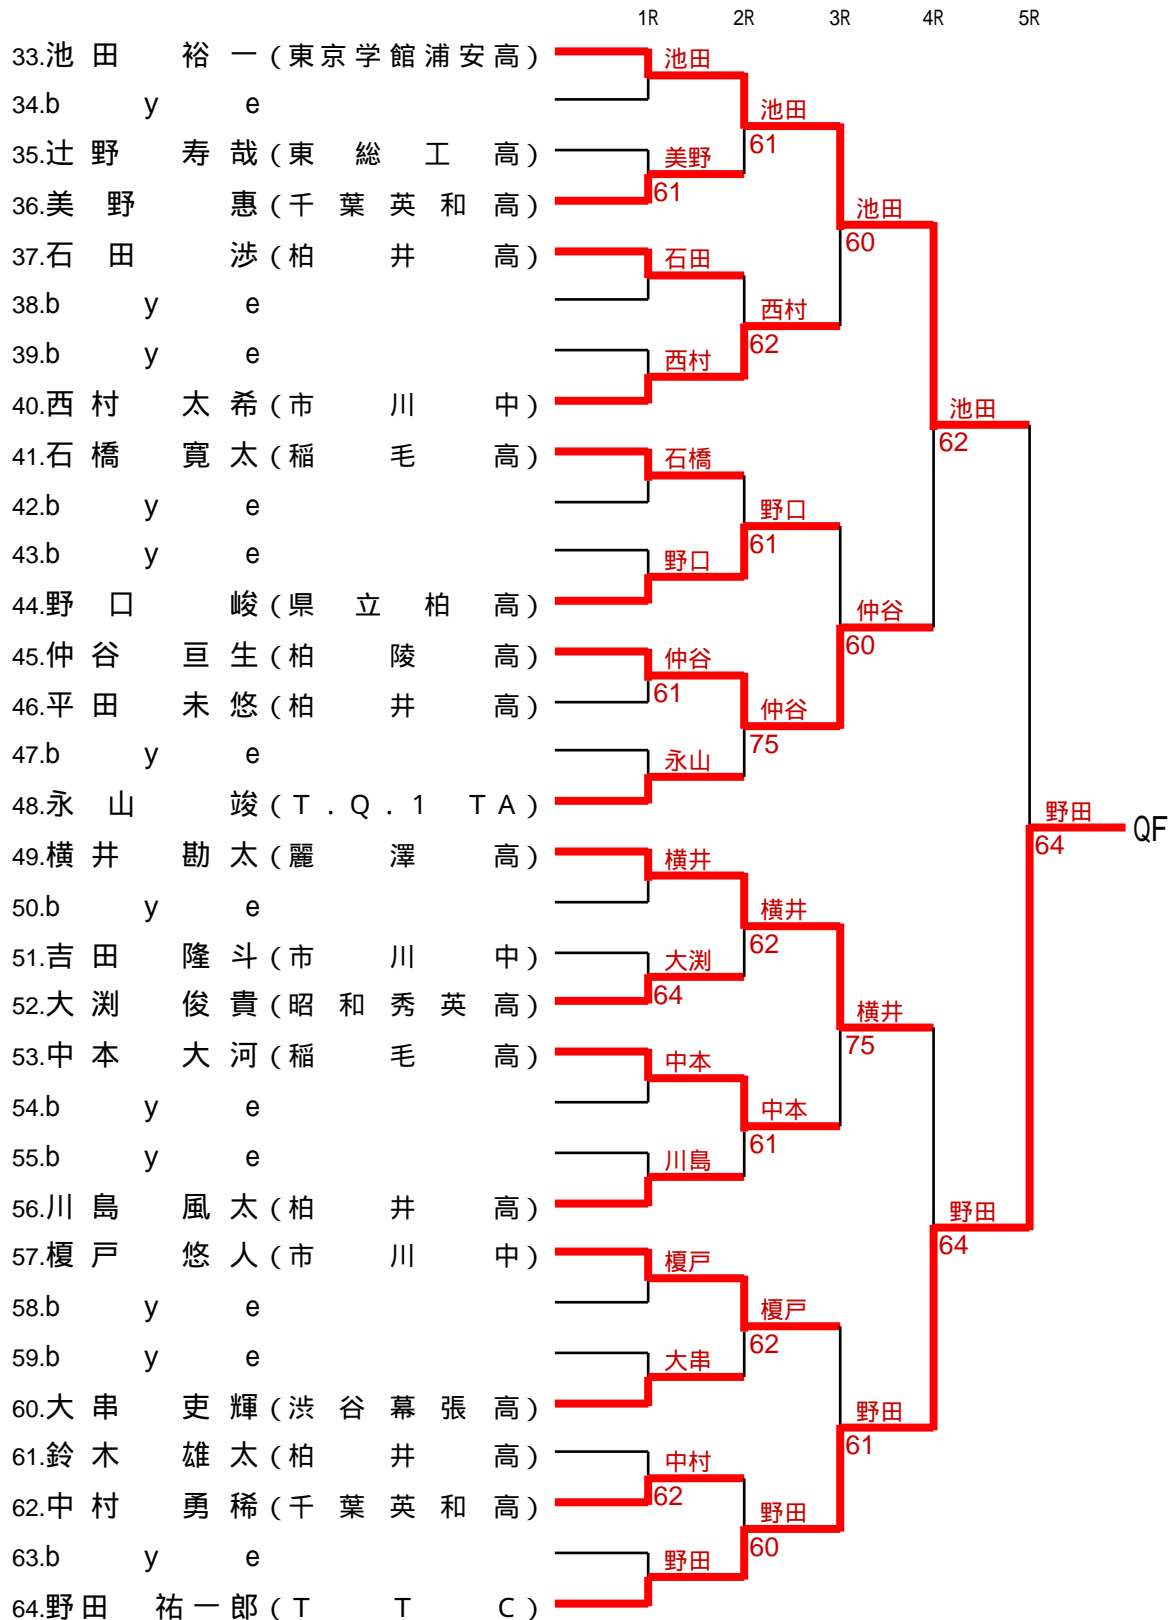 1R 2R 3R 4R 5R
33.池田 裕一(東京学館浦安高)
池田
34.bye
池田
61
35.辻野 寿哉(東総工高)
美野
61
36.美野 惠(千葉英和高)
池田
60
37.石田 渉(柏井高)
石田
38.bye
西村
62
39.bye
西村
40.西村 太希(市川中)
池田
62
41.石橋 寛太(稲毛高)
石橋
42.bye
野口
61
43.bye
野口
44.野口 峻(県立柏高)
仲谷
60
45.仲谷 亘生(柏陵高)
仲谷
61
46.平田 未悠(柏井高)
仲谷
75
47.bye
永山
48.永山 竣(T.Q.1 TA)
野田
64
QF
49.横井 勘太(麗澤高)
横井
50.bye
横井
62
51.吉田 隆斗(市川中)
大渕
64
52.大渕 俊貴(昭和秀英高)
横井
75
53.中本 大河(稲毛高)
中本
54.bye
中本
61
55.bye
川島
56.川島 風太(柏井高)
野田
64
57.榎戸 悠人(市川中)
榎戸
58.bye
榎戸
62
59.bye
大串
60.大串 吏輝(渋谷幕張高)
野田
61
61.鈴木 雄太(柏井高)
中村
62
62.中村 勇稀(千葉英和高)
野田
60
63.bye
野田
64.野田 祐一郎(TTC)